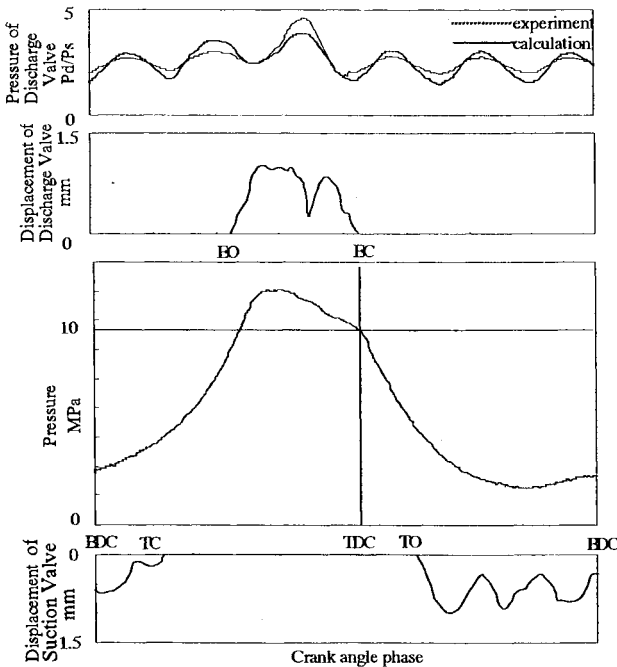 5
experiment
calculation
Pressure of
Discharge
Valve
Pd/Ps
0
1.5
Displacement of
Discharge Valve
mm
0
EO
EC
10
Pressure
MPa
0
BDC
TC
TDC
TO
BDC
0
Displacement of
Suction Valve
mm
1.5
Crank angle phase